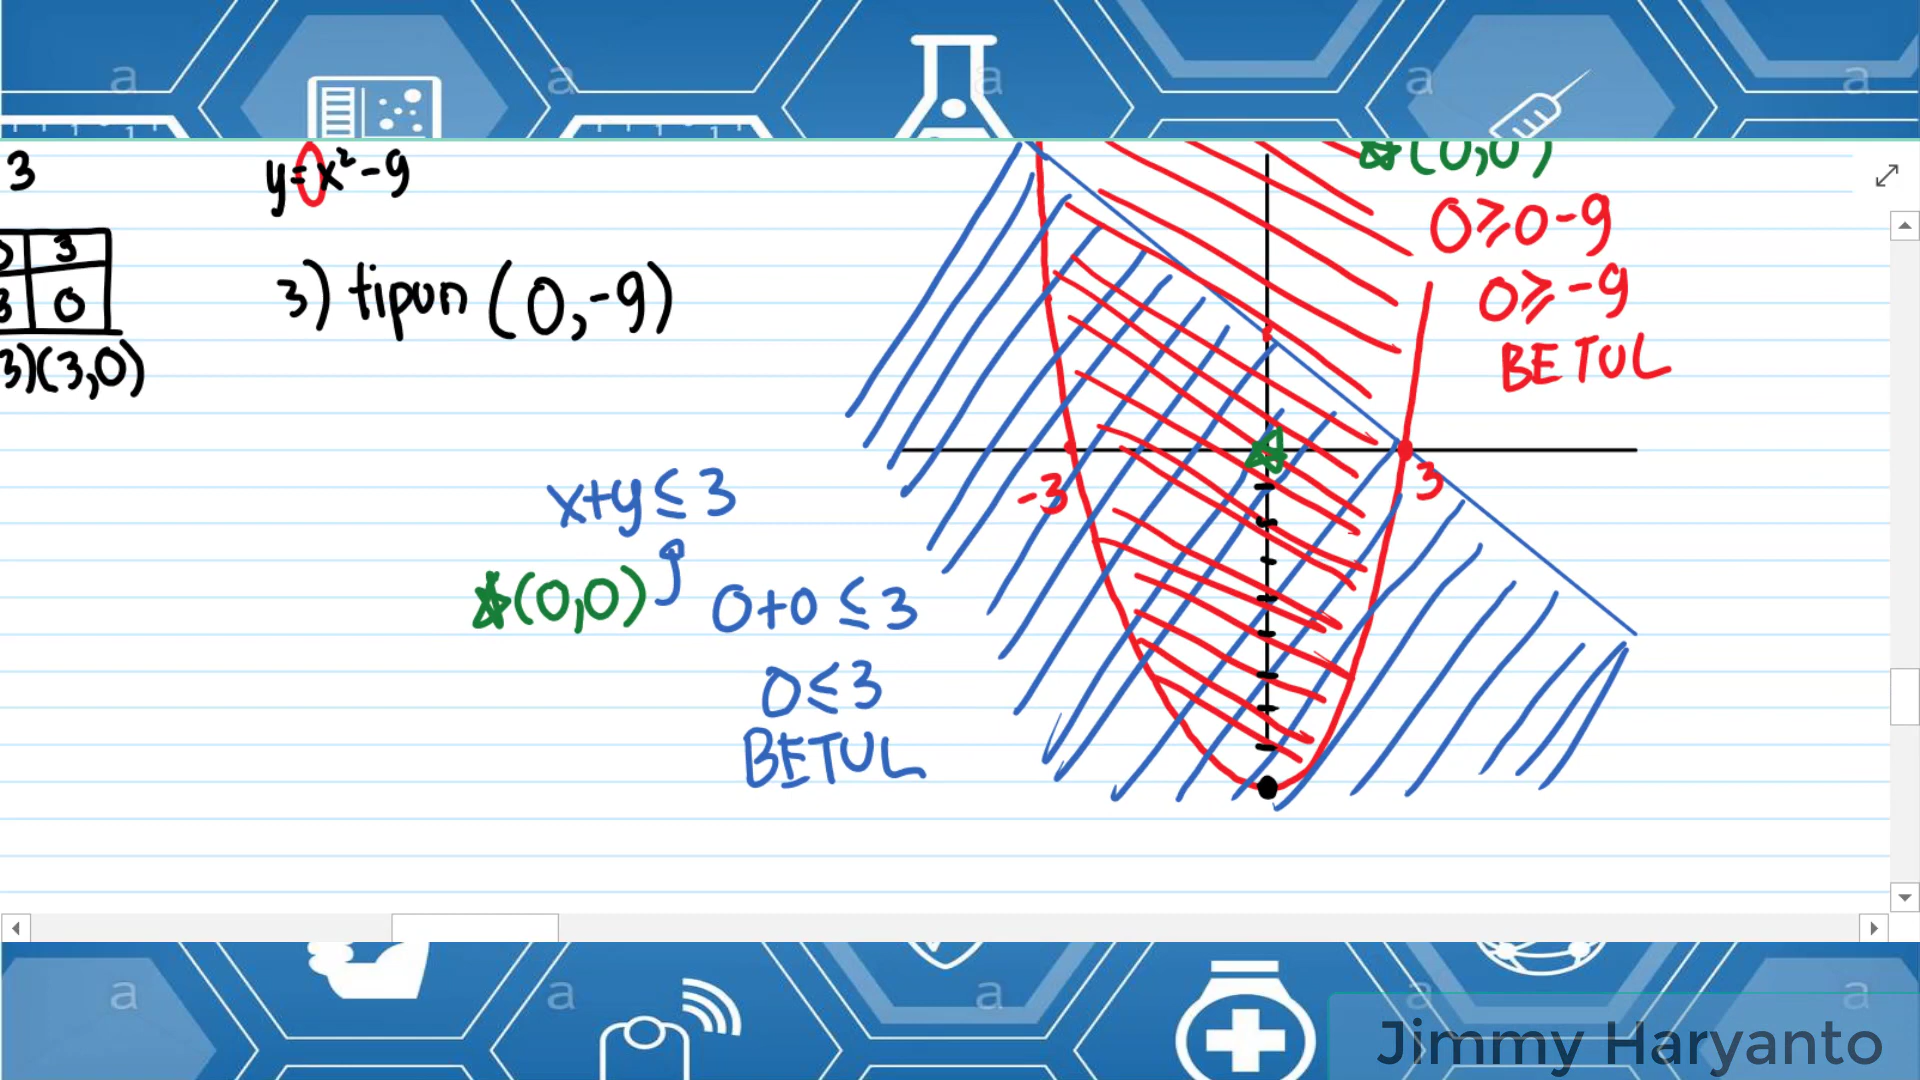 3
y=x²-9
3
0
3)(3,0)
3) tipun (0,-9)
x+y≤3
(0,0)
0+0≤3
0≤3
BETUL
(0,0)
0≥0-9
0≥-9
BETUL
-3
3
Jimmy Haryanto